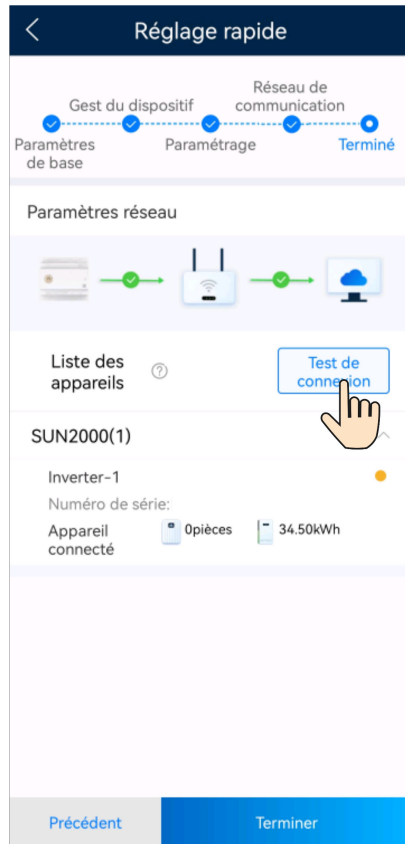 Réglage rapide
Réseau de
Gest du dispositif communication
Paramètres Paramétrage Terminé
de base
Paramètres réseau
Liste des
appareils ?
Test de
connexion
SUN2000(1)
Inverter-1
Numéro de série:
Appareil 0pièces 34.50kWh
connecté
Précédent Terminer